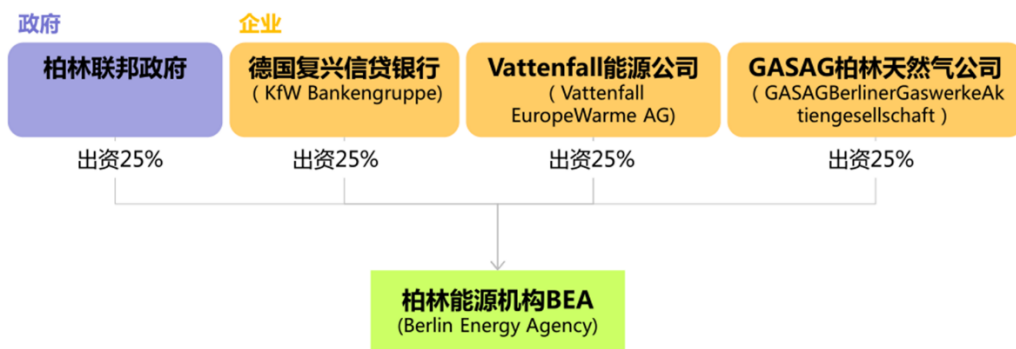 政府
企业
柏林联邦政府
德国复兴信贷银行
（KfW Bankengruppe)
Vattenfall能源公司
（Vattenfall
EuropeWarme AG)
GASAG柏林天然气公司
（GASAGBerlinerGaswerkeAk
tiengesellschaft）
出资25%
出资25%
出资25%
出资25%
柏林能源机构BEA
(Berlin Energy Agency)